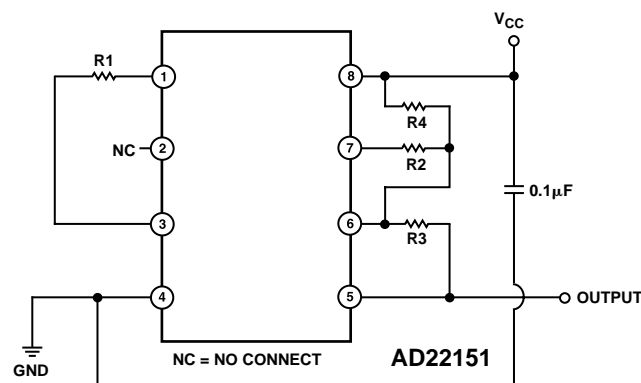 VCC
R1
1
8
R4
NC
2
7
R2
0.1µF
3
6
R3
4
5
OUTPUT
GND
NC = NO CONNECT
AD22151